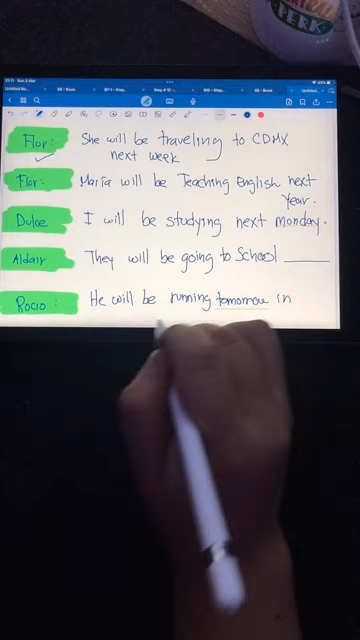 PERK
Flor: She will be traveling to CDMX
next week
Flor: María will be Teaching English next
Year.
Dulce I will be studying next monday.
Aldair They will be going to School
Rocio: He will be running tomorrow in